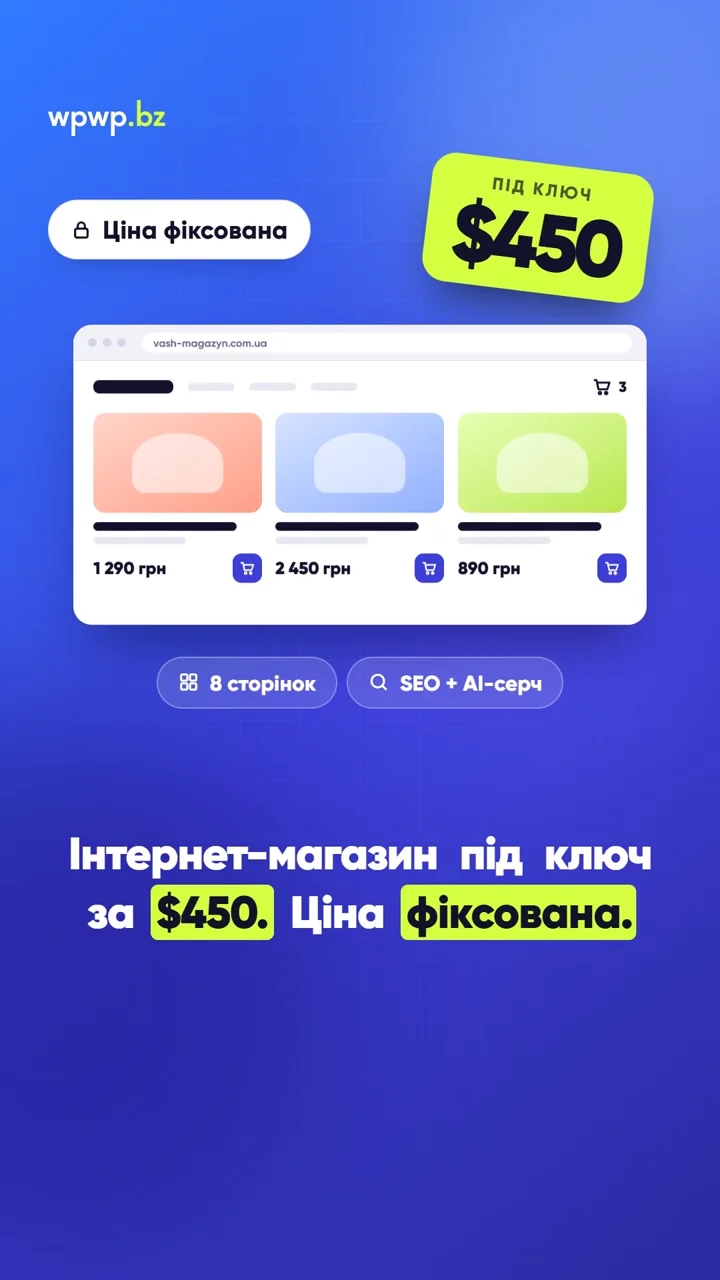 wpwp.bz
ПІД КЛЮЧ
$450
Ціна фіксована
vash-magazyn.com.ua
3
1 290 грн
2 450 грн
890 грн
8 сторінок
SEO + AI-серч
Інтернет-магазин під ключ
за $450. Ціна фіксована.